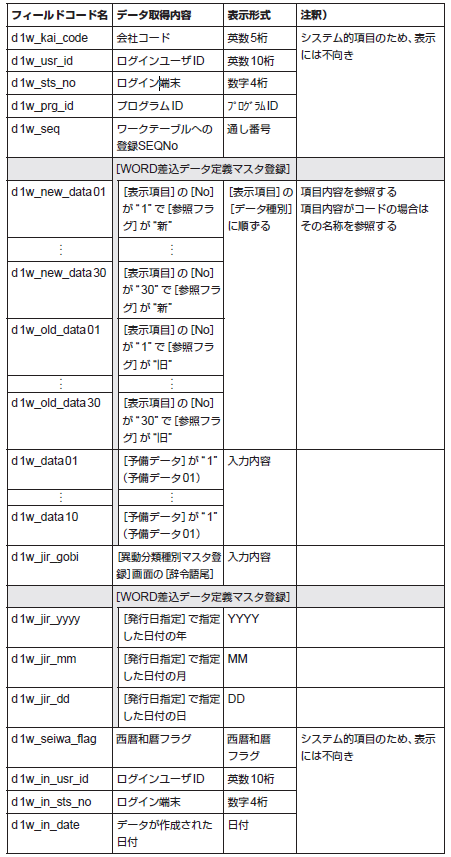 フィールドコード名 データ取得内容 表示形式 注釈）
d1w_kai_code 会社コード 英数5桁 システム的項目のため、表示
には不向き
d1w_usr_id ログインユーザID 英数10桁
d1w_sts_no ログイン端末 数字4桁
d1w_prg_id プログラムID ﾌﾟﾛｸﾞﾗﾑID
d1w_seq ワークテーブルへの 通し番号
登録SEQNo
［WORD差込データ定義マスタ登録］
d1w_new_data01 ［表示項目］の［No］ ［表示項目］の 項目内容を参照する
が“1”で［参照フラ ［データ種別］ 項目内容がコードの場合は
グ］が“新” に順ずる その名称を参照する
⋮ ⋮
d1w_new_data30 ［表示項目］の［No］
が“30”で［参照フラ
グ］が“新”
d1w_old_data01 ［表示項目］の［No］
が“1”で［参照フラ
グ］が“旧”
⋮ ⋮
d1w_old_data30 ［表示項目］の［No］
が“30”で［参照フラ
グ］が“旧”
d1w_data01 ［予備データ］が“1” 入力内容
（予備データ01）
⋮ ⋮
d1w_data10 ［予備データ］が“1”
（予備データ01）
d1w_jir_gobi ［異動分類種別マスタ登 入力内容
録］画面の［辞令語尾］
［WORD差込データ定義マスタ登録］
d1w_jir_yyyy ［発行日指定］で指定 YYYY
した日付の年
d1w_jir_mm ［発行日指定］で指定 MM
した日付の月
d1w_jir_dd ［発行日指定］で指定 DD
した日付の日
d1w_seiwa_flag 西暦和暦フラグ 西暦和暦 システム的項目のため、表示
フラグ には不向き
d1w_in_usr_id ログインユーザID 英数10桁
d1w_in_sts_no ログイン端末 数字4桁
d1w_in_date データが作成された 日付
日付